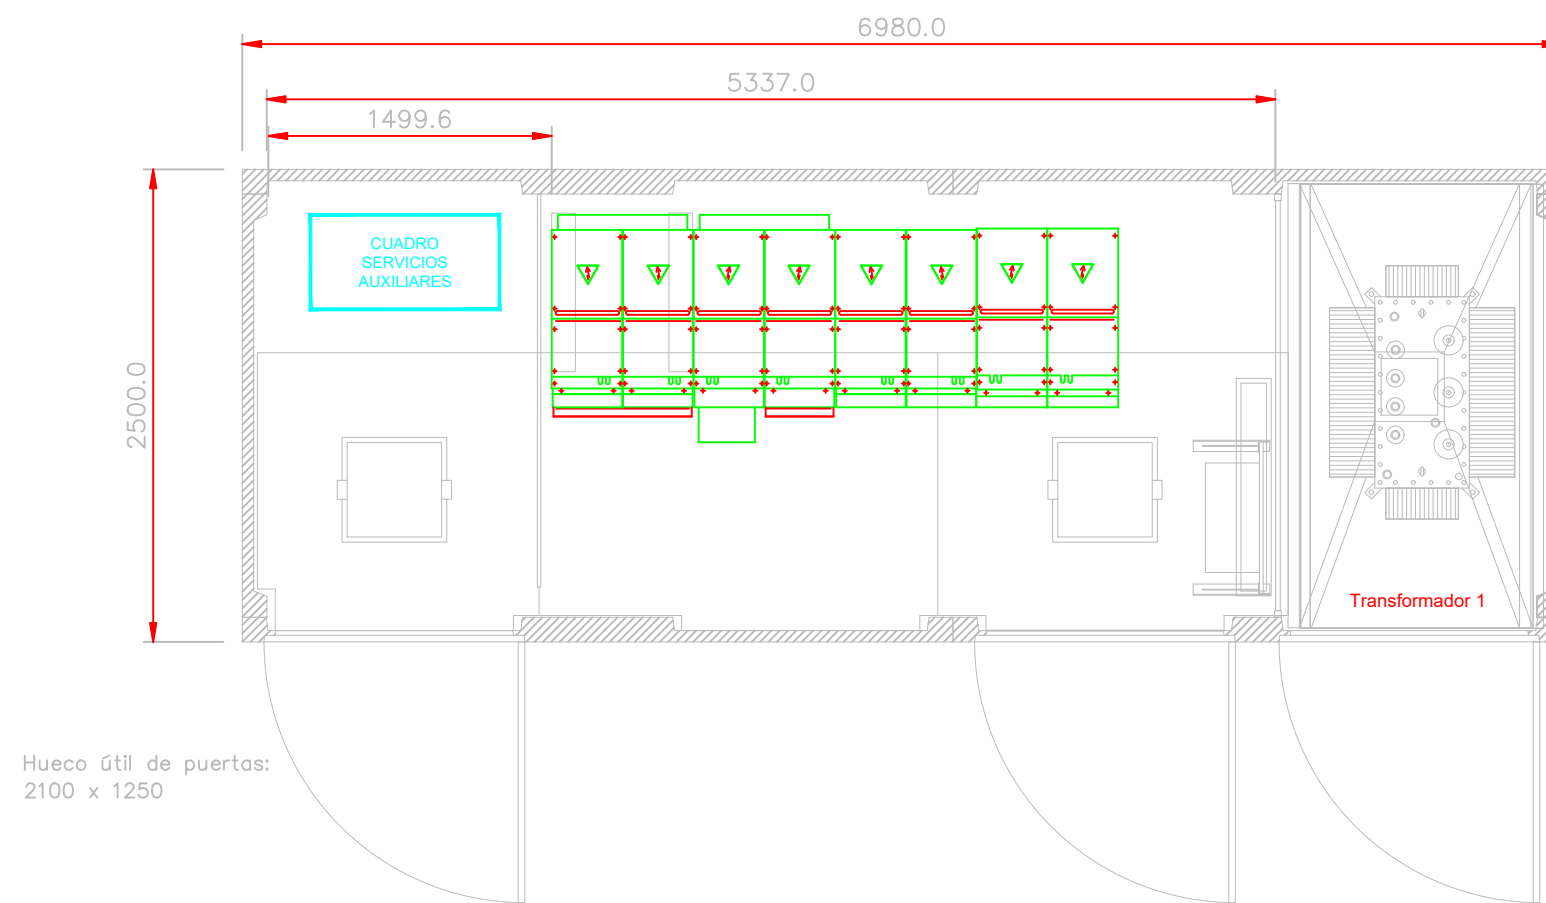 6980.0
5337.0
1499.6
2500.0
CUADRO
SERVICIOS
AUXILIARES
Transformador 1
Hueco útil de puertas:
2100 x 1250